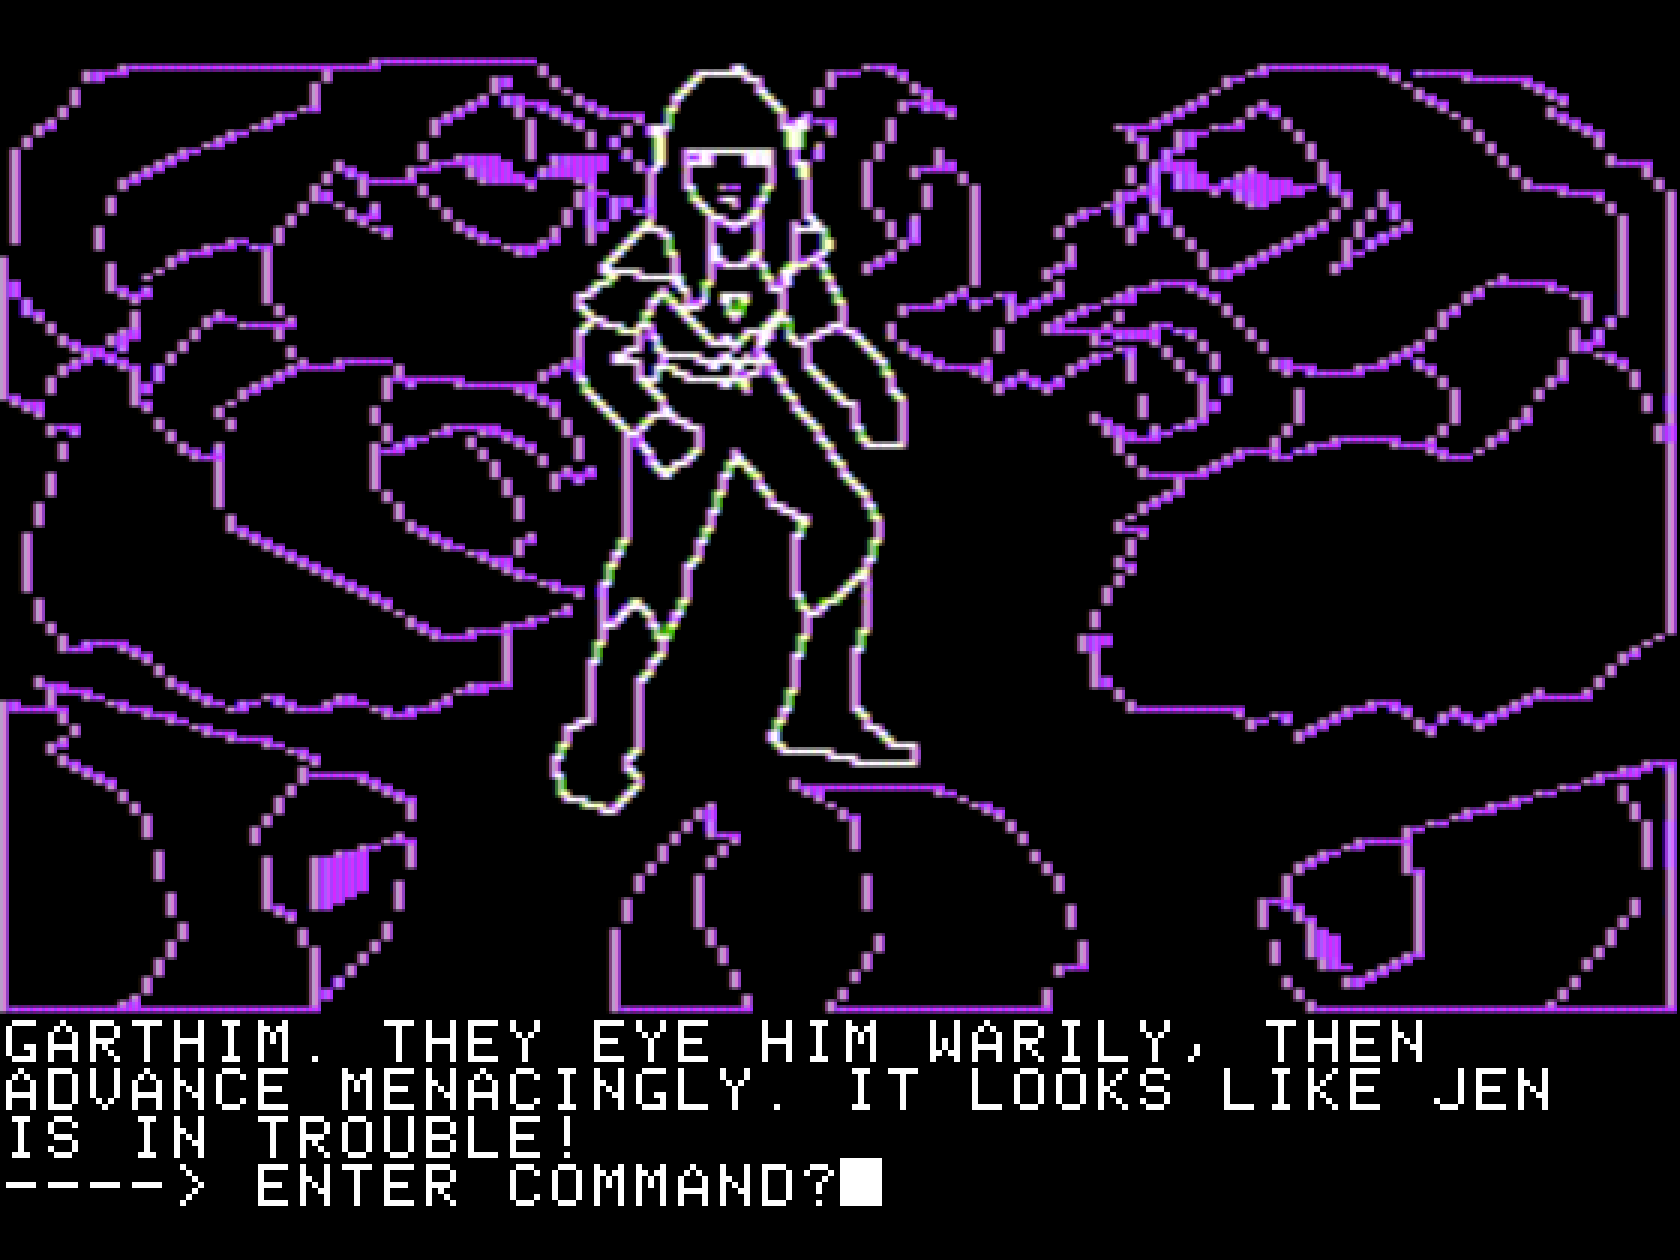 GARTHIM. THEY EYE HIM WARILY, THEN
ADVANCE MENACINGLY. IT LOOKS LIKE JEN
IS IN TROUBLE!
----> ENTER COMMAND?